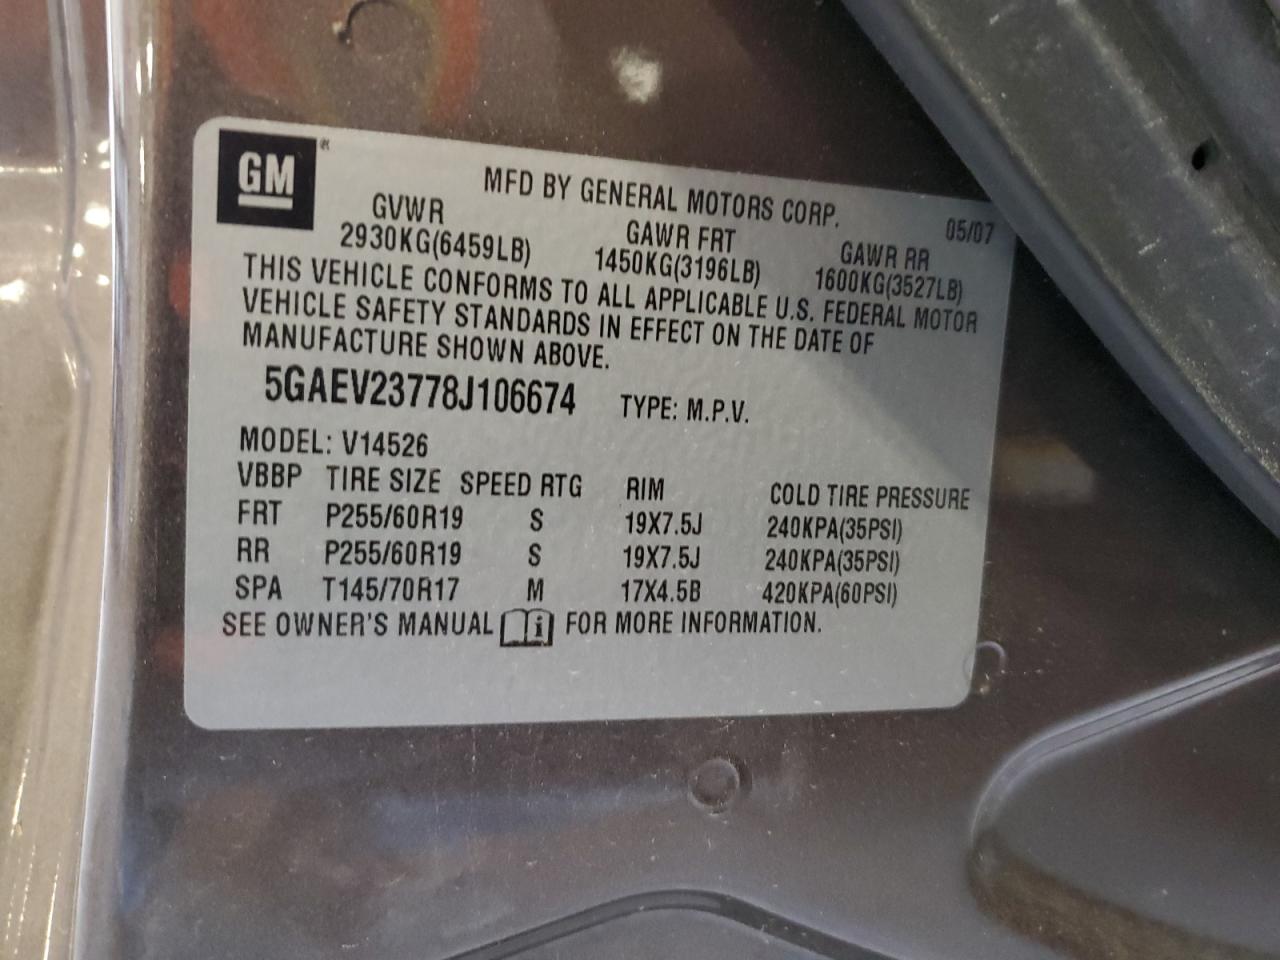 GM®
MFD BY GENERAL MOTORS CORP.
05/07
GVWR GAWR FRT GAWR RR
2930KG(6459LB) 1450KG(3196LB) 1600KG(3527LB)
THIS VEHICLE CONFORMS TO ALL APPLICABLE U.S. FEDERAL MOTOR
VEHICLE SAFETY STANDARDS IN EFFECT ON THE DATE OF
MANUFACTURE SHOWN ABOVE.
5GAEV23778J106674 TYPE: M.P.V.
MODEL: V14526
VBBP TIRE SIZE SPEED RTG RIM COLD TIRE PRESSURE
FRT P255/60R19 S 19X7.5J 240KPA(35PSI)
RR P255/60R19 S 19X7.5J 240KPA(35PSI)
SPA T145/70R17 M 17X4.5B 420KPA(60PSI)
SEE OWNER'S MANUAL i FOR MORE INFORMATION.